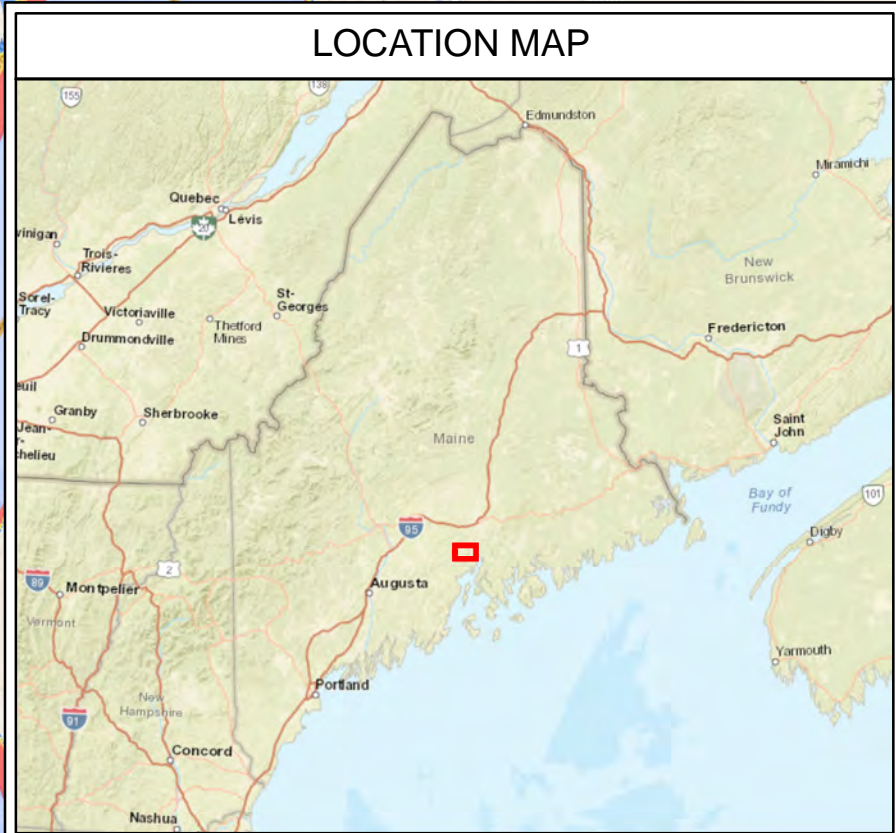 LOCATION MAP
155
138
Edmundston
Miramichi
Quebec
Lévis
20
vinigan
Trois-
Rivieres
New
Brunswick
Sorel-
Tracy
Victoriaville
St-
Georges
Thetford
Mines
Drummondville
Fredericton
1
euil
Granby
Sherbrooke
Saint
John
Jean-
r-
chelieu
Maine
Bay of
Fundy
101
95
Digby
2
89
Montpelier
Augusta
Vermont
Yarmouth
Portland
New
Hampshire
91
Concord
Nashua